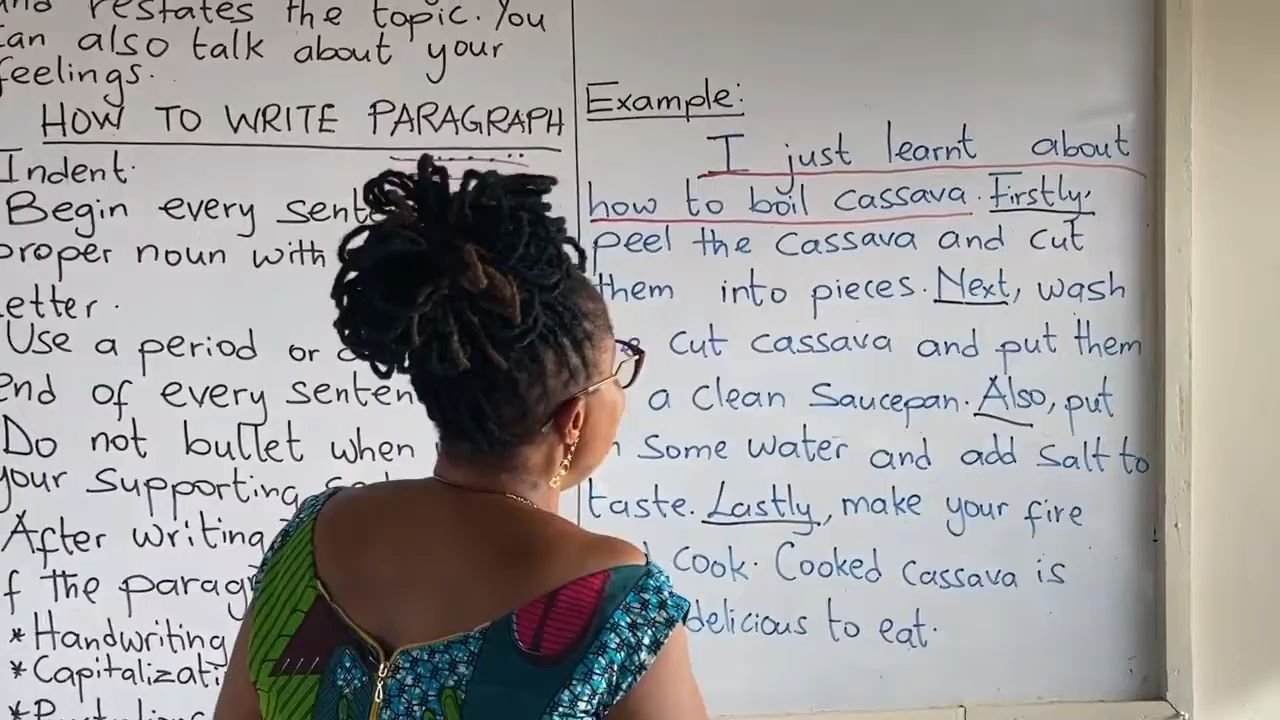 and restates the topic. You
can also talk about your
feelings.
HOW TO WRITE PARAGRAPH
Indent.
Begin every
proper noun with
letter.
Use a period or
end of every
Do not bullet when
your supporting
After writing
of the
*Handwriting
Example:
I just learnt about
how to boil cassava. Firstly,
peel the cassava and cut
them into pieces. Next, wash
cut cassava and put them
a clean Saucepan. Also, put
Some water and add salt to
taste. Lastly, make your fire
cook. Cooked cassava is
delicious to eat.